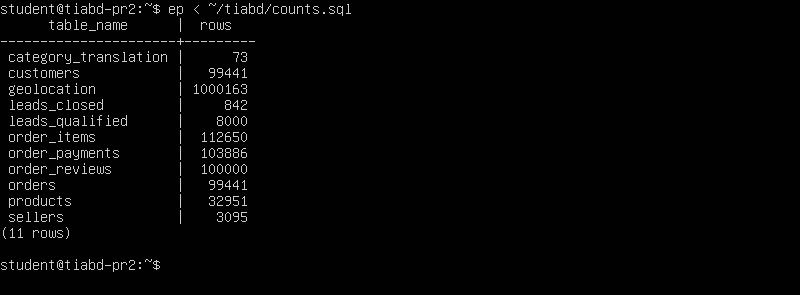 student@tiabd-pr2:~$ ep < ~/tiabd/counts.sql
      table_name      |  rows
----------------------+---------
 category_translation |      73
 customers            |   99441
 geolocation          | 1000163
 leads_closed         |     842
 leads_qualified      |    8000
 order_items          |  112650
 order_payments       |  103886
 order_reviews        |  100000
 orders               |   99441
 products             |   32951
 sellers              |    3095
(11 rows)

student@tiabd-pr2:~$